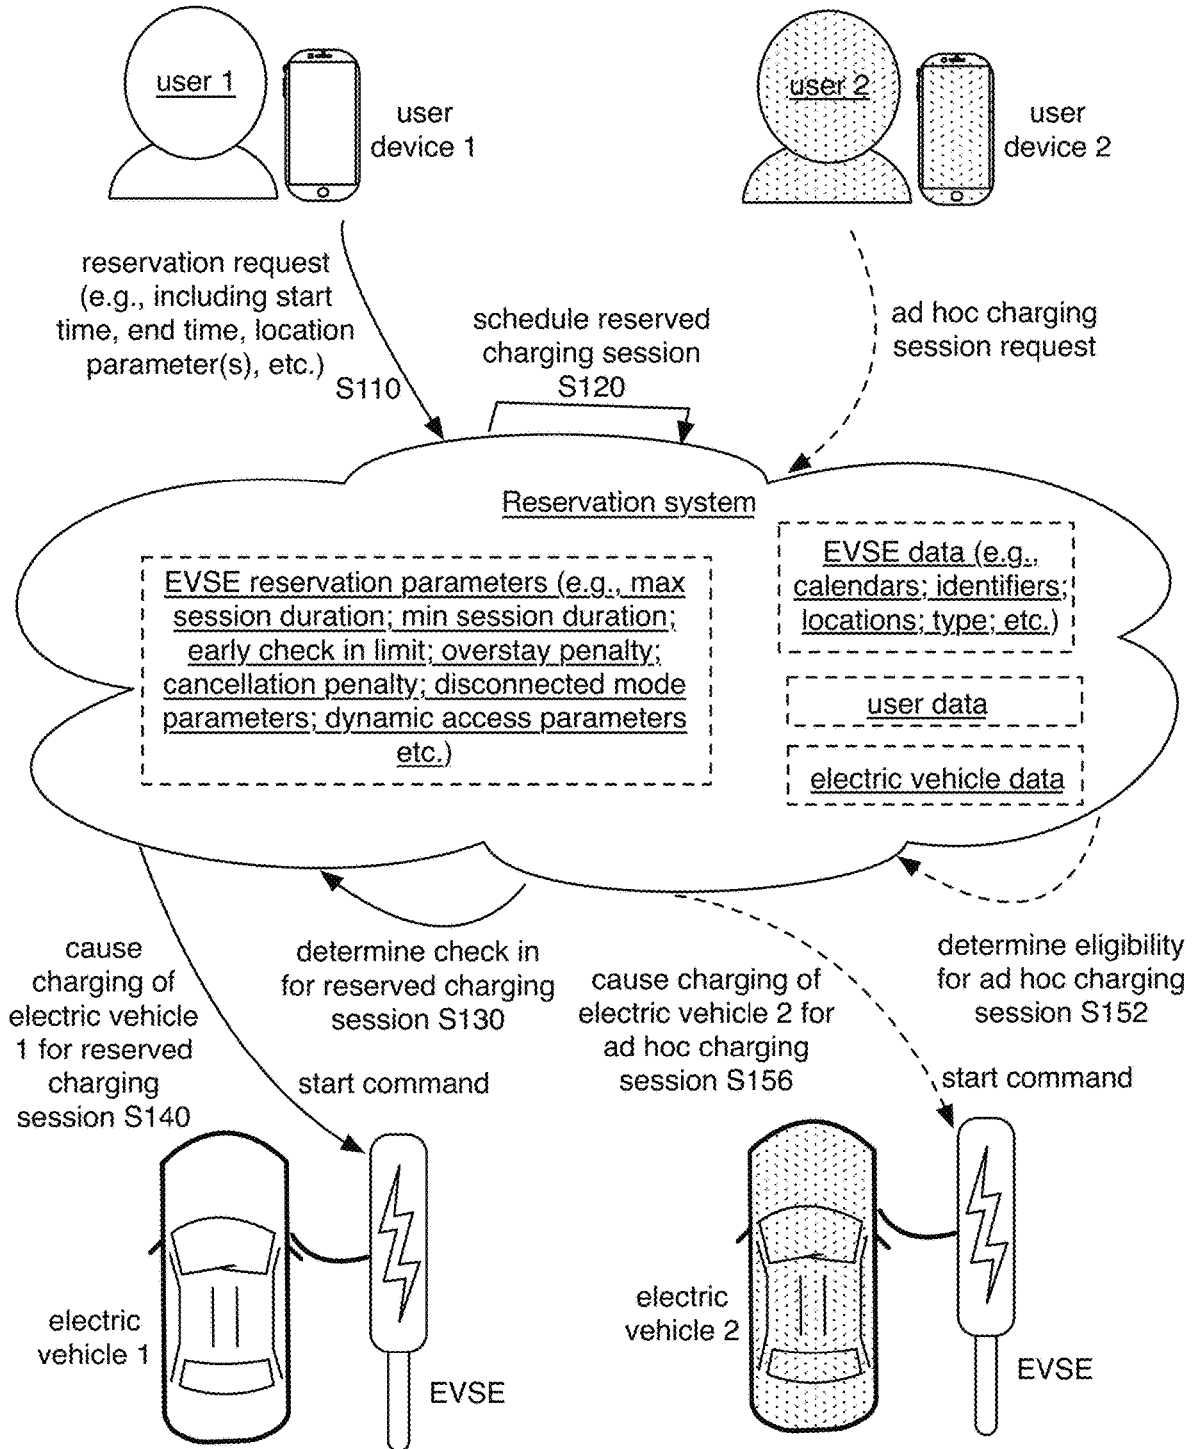 user 1
user
device 1
user 2
user
device 2
reservation request
(e.g., including start
time, end time, location
parameter(s), etc.)
S110
schedule reserved
charging session
S120
ad hoc charging
session request
Reservation system
EVSE reservation parameters (e.g., max
session duration; min session duration;
early check in limit; overstay penalty;
cancellation penalty; disconnected mode
parameters; dynamic access parameters
etc.)
EVSE data (e.g.,
calendars; identifiers;
locations; type; etc.)
user data
electric vehicle data
cause
charging of
electric vehicle
1 for reserved
charging
session S140
determine check in
for reserved charging
session S130
start command
cause charging of
electric vehicle 2 for
ad hoc charging
session S156
determine eligibility
for ad hoc charging
session S152
start command
electric
vehicle 1
EVSE
electric
vehicle 2
EVSE